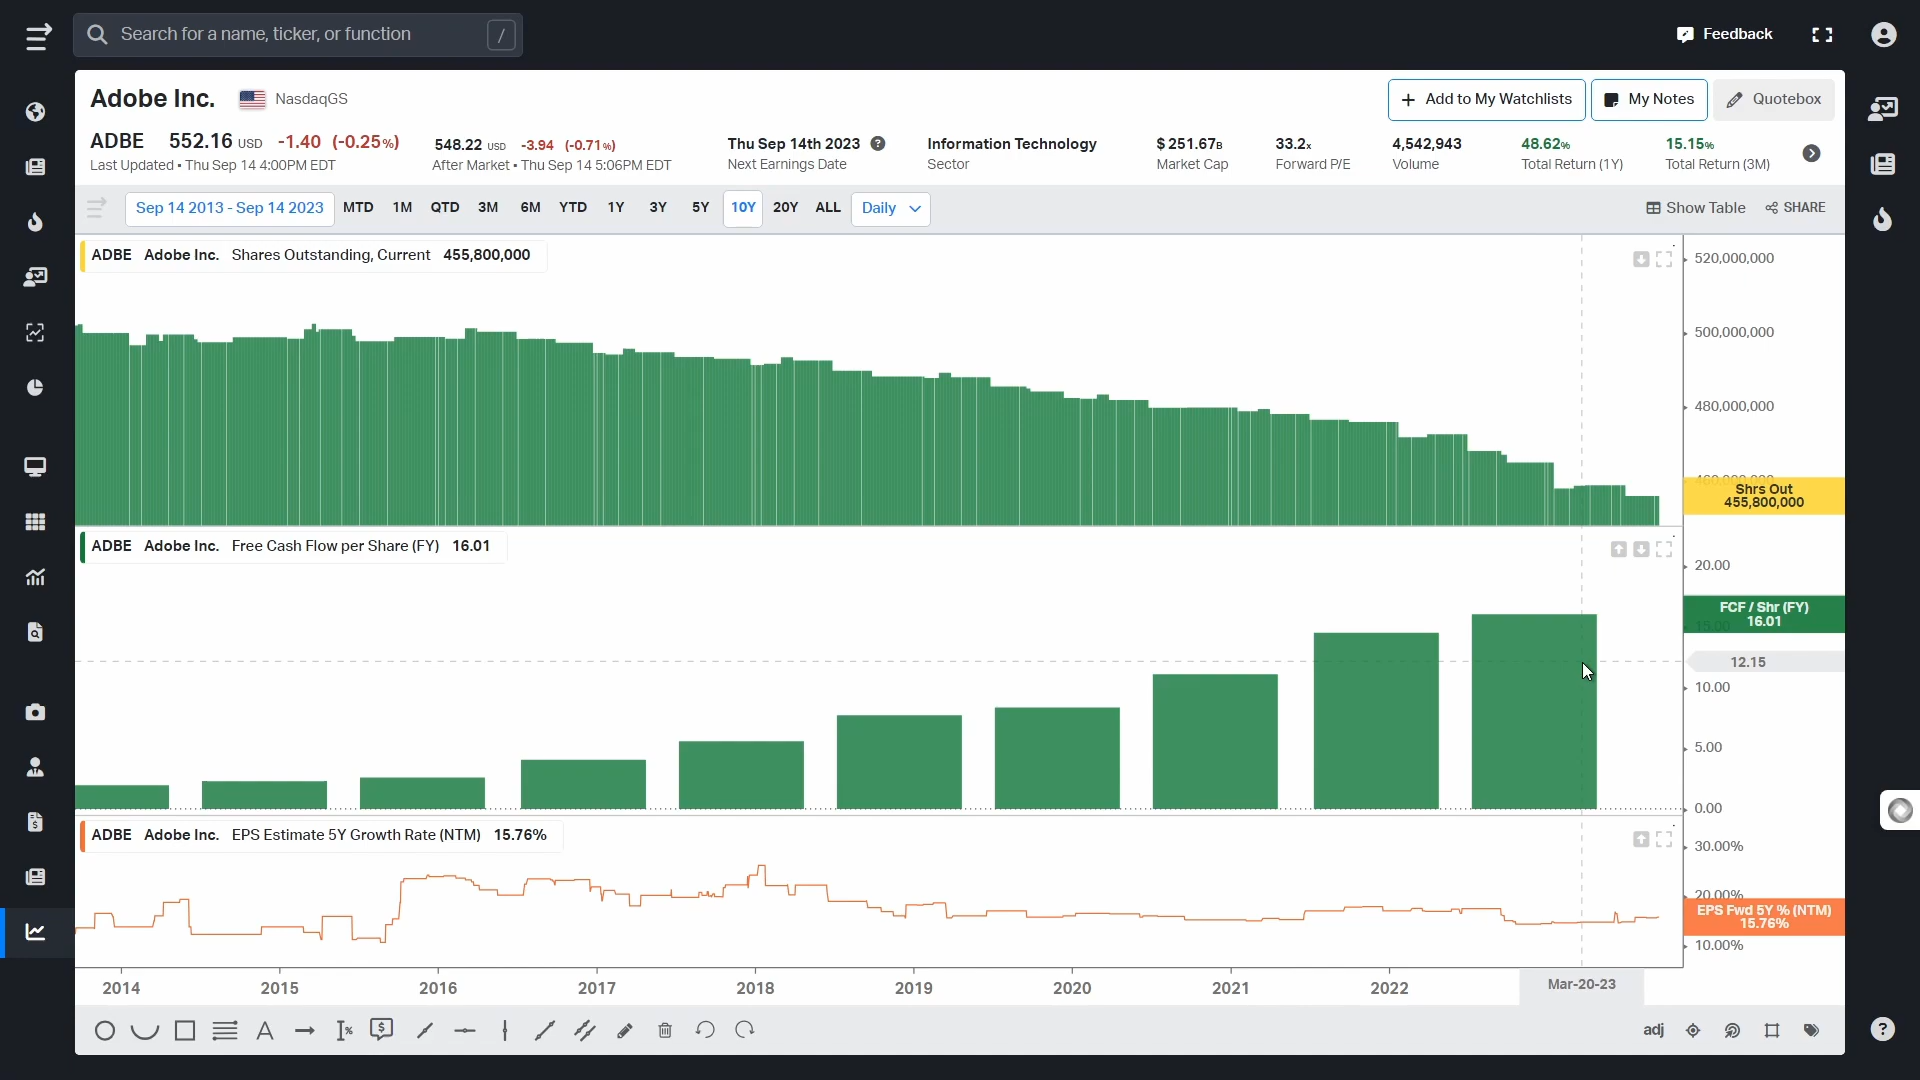 Search for a name, ticker, or function /
Feedback
Adobe Inc. NasdaqGS
+ Add to My Watchlists My Notes Quotebox
ADBE 552.16 USD -1.40 (-0.25%) 548.22 USD -3.94 (-0.71%) Thu Sep 14th 2023 Information Technology $ 251.67B 33.2x 4,542,943 48.62% 15.15%
Last Updated • Thu Sep 14 4:00PM EDT After Market • Thu Sep 14 5:06PM EDT Next Earnings Date Sector Market Cap Forward P/E Volume Total Return (1Y) Total Return (3M)
Sep 14 2013 - Sep 14 2023 MTD 1M QTD 3M 6M YTD 1Y 3Y 5Y 10Y 20Y ALL Daily Show Table SHARE
ADBE Adobe Inc. Shares Outstanding, Current 455,800,000
520,000,000
500,000,000
480,000,000
460,000,000
Shrs Out
455,800,000
ADBE Adobe Inc. Free Cash Flow per Share (FY) 16.01
20.00
FCF / Shr (FY)
16.01
15.00
12.15
10.00
5.00
0.00
ADBE Adobe Inc. EPS Estimate 5Y Growth Rate (NTM) 15.76%
30.00%
20.00%
EPS Fwd 5Y % (NTM)
15.76%
10.00%
2014 2015 2016 2017 2018 2019 2020 2021 2022 Mar-20-23
adj